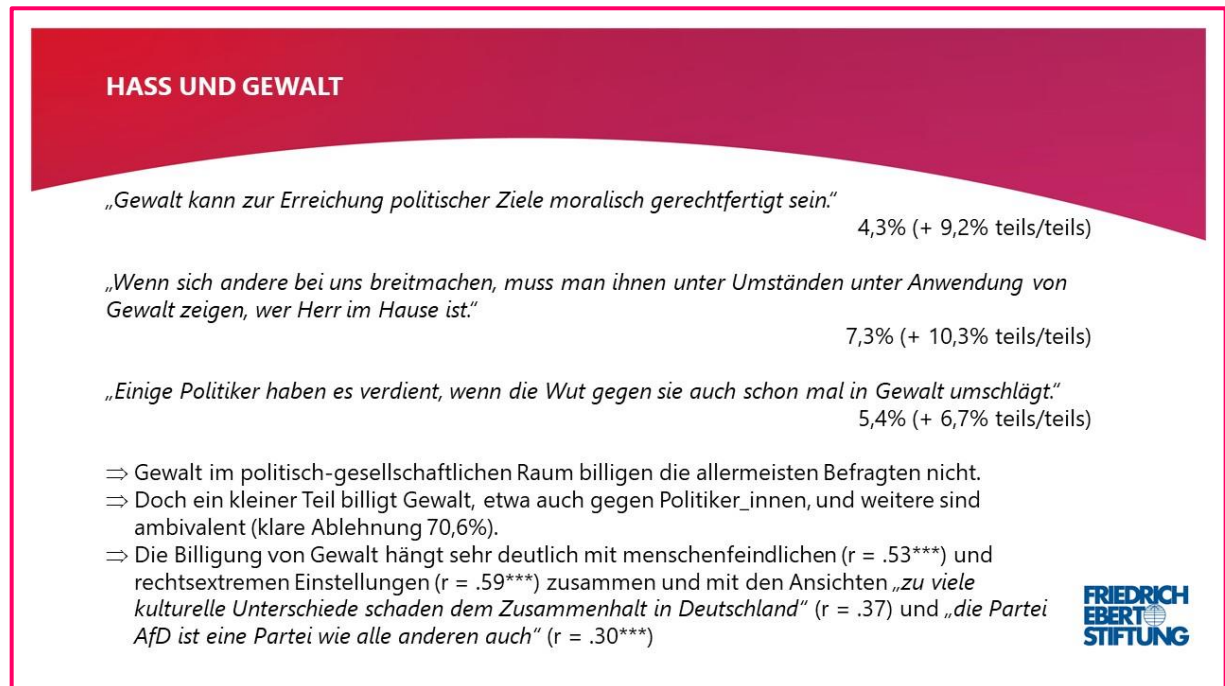 HASS UND GEWALT
„Gewalt kann zur Erreichung politischer Ziele moralisch gerechtfertigt sein.“
4,3% (+ 9,2% teils/teils)
„Wenn sich andere bei uns breitmachen, muss man ihnen unter Umständen unter Anwendung von
Gewalt zeigen, wer Herr im Hause ist.“
7,3% (+ 10,3% teils/teils)
„Einige Politiker haben es verdient, wenn die Wut gegen sie auch schon mal in Gewalt umschlägt.“
5,4% (+ 6,7% teils/teils)
⇒ Gewalt im politisch-gesellschaftlichen Raum billigen die allermeisten Befragten nicht.
⇒ Doch ein kleiner Teil billigt Gewalt, etwa auch gegen Politiker_innen, und weitere sind
ambivalent (klare Ablehnung 70,6%).
⇒ Die Billigung von Gewalt hängt sehr deutlich mit menschenfeindlichen (r = .53***) und
rechtsextremen Einstellungen (r = .59***) zusammen und mit den Ansichten „zu viele
kulturelle Unterschiede schaden dem Zusammenhalt in Deutschland“ (r = .37) und „die Partei
AfD ist eine Partei wie alle anderen auch“ (r = .30***)
FRIEDRICH
EBERT
STIFTUNG